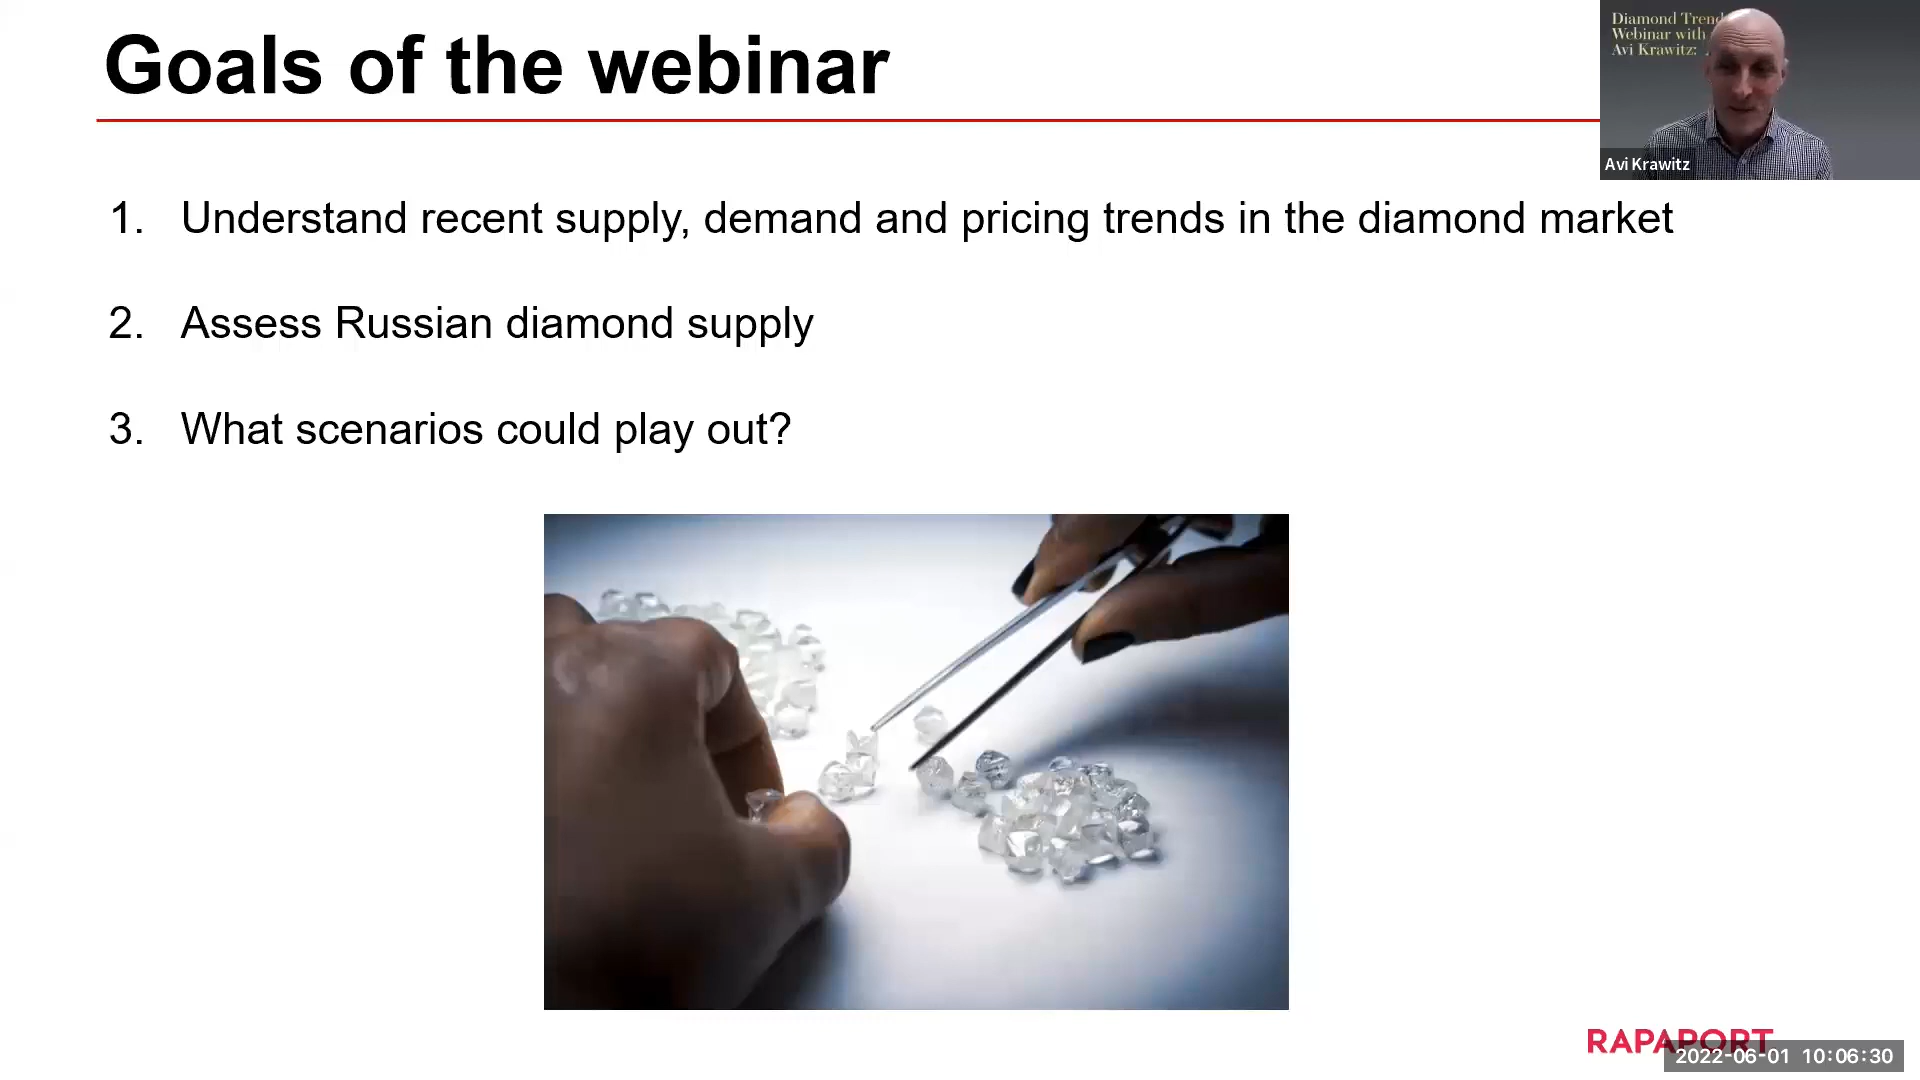 Goals of the webinar
Diamond Trend
Webinar with
Avi Krawitz:
Avi Krawitz
1. Understand recent supply, demand and pricing trends in the diamond market
2. Assess Russian diamond supply
3. What scenarios could play out?
RAPAPORT
2022-06-01 10:06:30